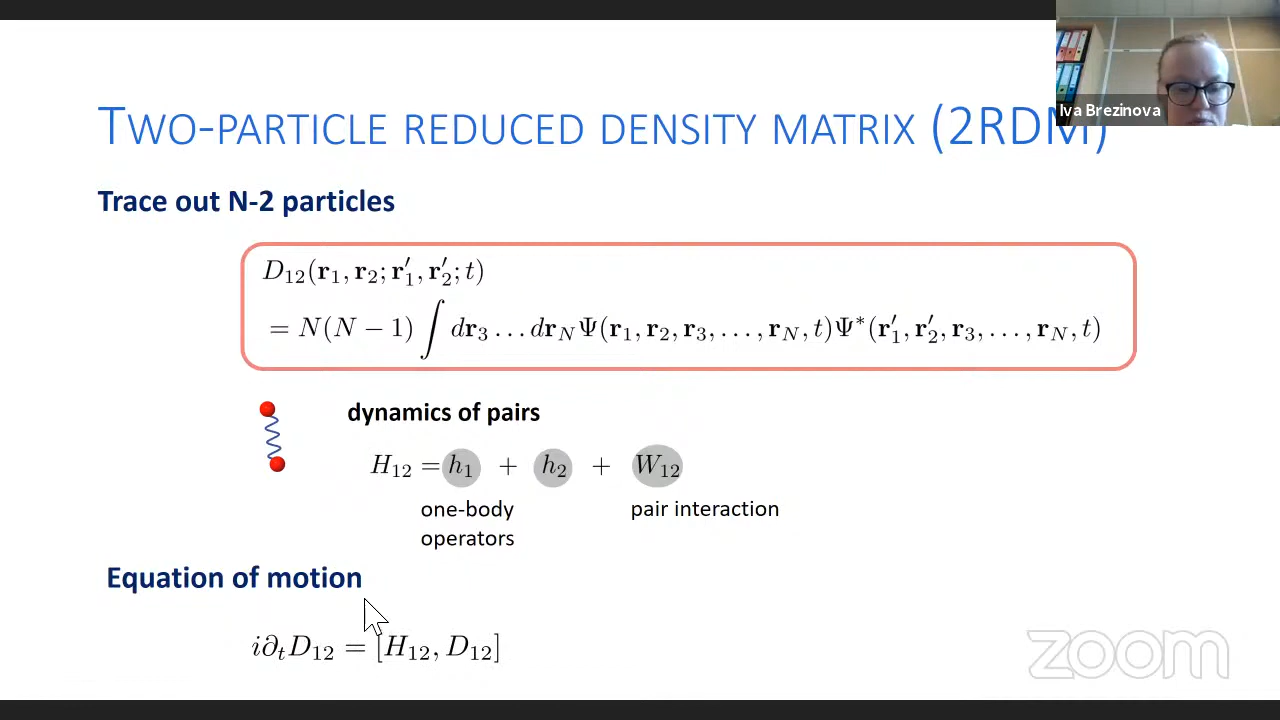 Iva Brezinova
TWO-PARTICLE REDUCED DENSITY MATRIX (2RDM)
Trace out N-2 particles
D₁₂(r₁, r₂; r′₁, r′₂; t)
= N(N − 1) ∫ dr₃ … dr_N Ψ(r₁, r₂, r₃, …, r_N, t)Ψ*(r′₁, r′₂, r₃, …, r_N, t)
dynamics of pairs
H₁₂ = h₁ + h₂ + W₁₂
one-body pair interaction
operators
Equation of motion
i∂ₜD₁₂ = [H₁₂, D₁₂]
zoom